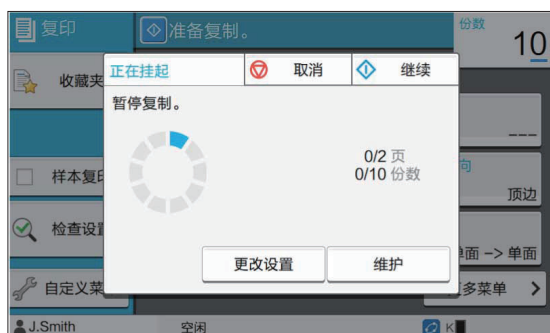 复印
准备复制。
份数
10
收藏夹
正在挂起
取消
继续
暂停复制。
0/2 页
0/10 份数
---
向
顶边
样本复印
检查设
单面 -> 单面
更改设置
维护
自定义菜
多菜单
J.Smith
空闲
K